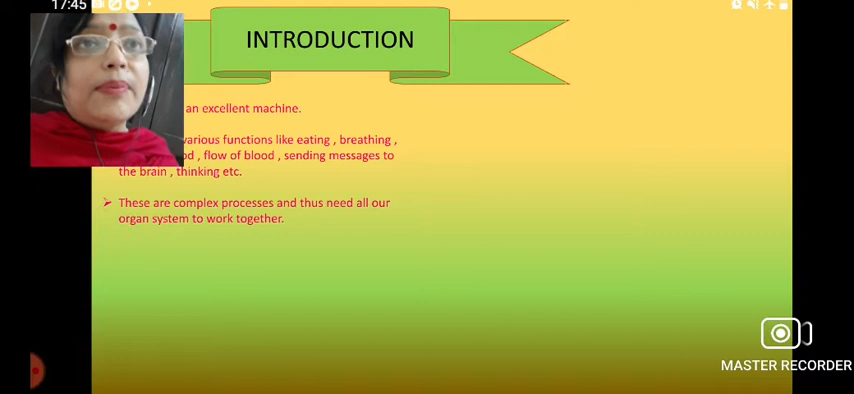 17:45
INTRODUCTION
an excellent machine.
various functions like eating , breathing ,
, flow of blood , sending messages to
the brain , thinking etc.
These are complex processes and thus need all our
organ system to work together.
MASTER RECORDER